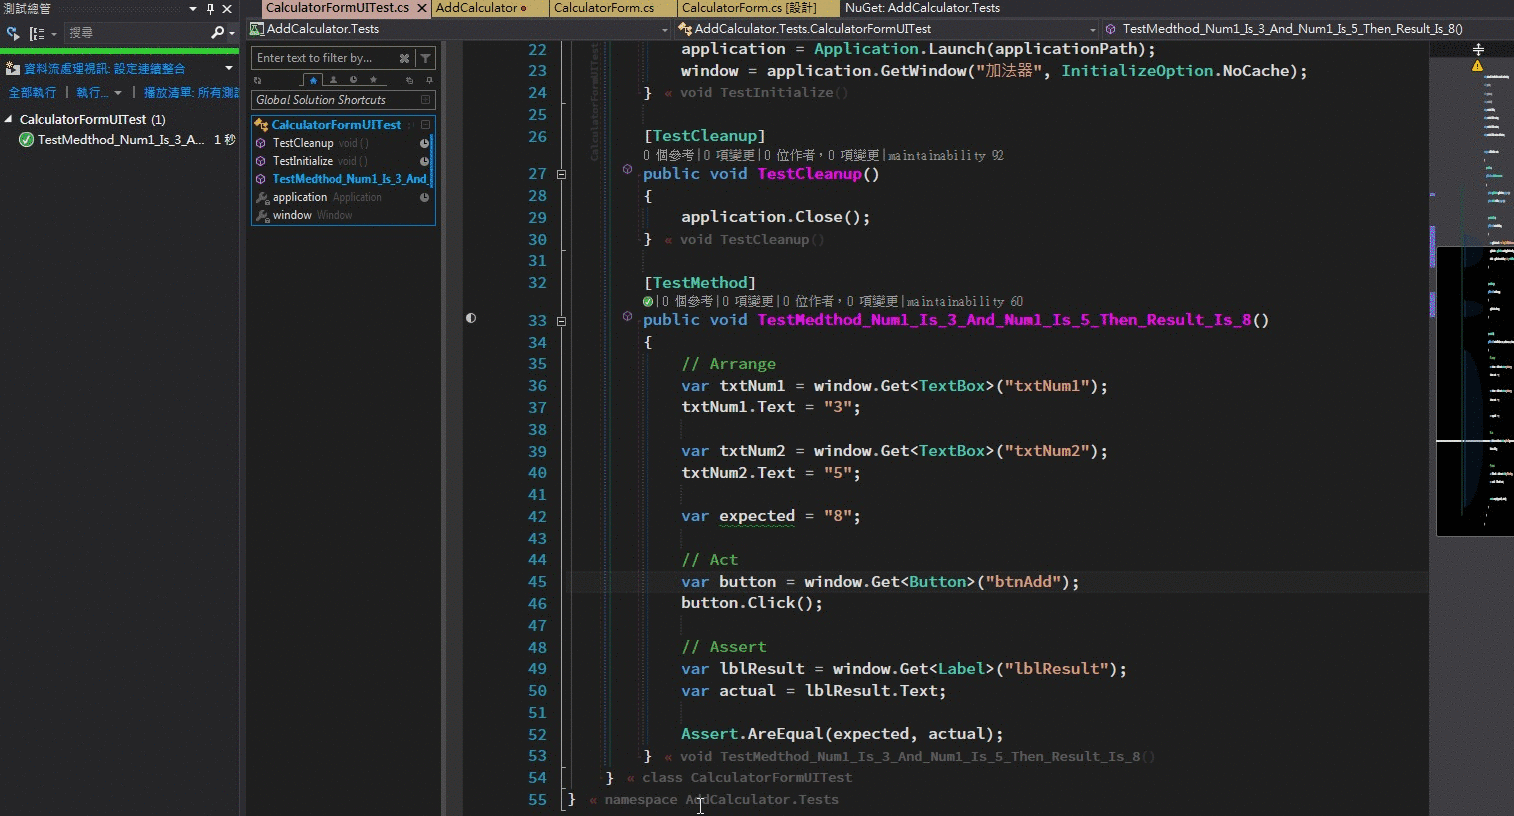 測試總管
搜尋
資料流處理視訊: 設定連續整合
全部執行 | 執行... | 播放清單: 所有測試
CalculatorFormUITest (1)
TestMedthod_Num1_Is_3_A... 1 秒
CalculatorFormUITest.cs AddCalculator CalculatorForm.cs CalculatorForm.cs [設計] NuGet: AddCalculator.Tests
AddCalculator.Tests AddCalculator.Tests.CalculatorFormUITest TestMedthod_Num1_Is_3_And_Num1_Is_5_Then_Result_Is_8()
Enter text to filter by...
Global Solution Shortcuts
CalculatorFormUITest
TestCleanup void ( )
TestInitialize void ( )
TestMedthod_Num1_Is_3_And_
application Application
window Window
CalculatorFormUITest
22 application = Application.Launch(applicationPath);
23 window = application.GetWindow("加法器", InitializeOption.NoCache);
24 } « void TestInitialize()
25
26 [TestCleanup]
0 個參考|0 項變更|0 位作者，0 項變更|maintainability 92
27 public void TestCleanup()
28 {
29 application.Close();
30 } « void TestCleanup()
31
32 [TestMethod]
|0 個參考|0 項變更|0 位作者，0 項變更|maintainability 60
33 public void TestMedthod_Num1_Is_3_And_Num1_Is_5_Then_Result_Is_8()
34 {
35 // Arrange
36 var txtNum1 = window.Get<TextBox>("txtNum1");
37 txtNum1.Text = "3";
38
39 var txtNum2 = window.Get<TextBox>("txtNum2");
40 txtNum2.Text = "5";
41
42 var expected = "8";
43
44 // Act
45 var button = window.Get<Button>("btnAdd");
46 button.Click();
47
48 // Assert
49 var lblResult = window.Get<Label>("lblResult");
50 var actual = lblResult.Text;
51
52 Assert.AreEqual(expected, actual);
53 } « void TestMedthod_Num1_Is_3_And_Num1_Is_5_Then_Result_Is_8()
54 } « class CalculatorFormUITest
55 } « namespace AddCalculator.Tests